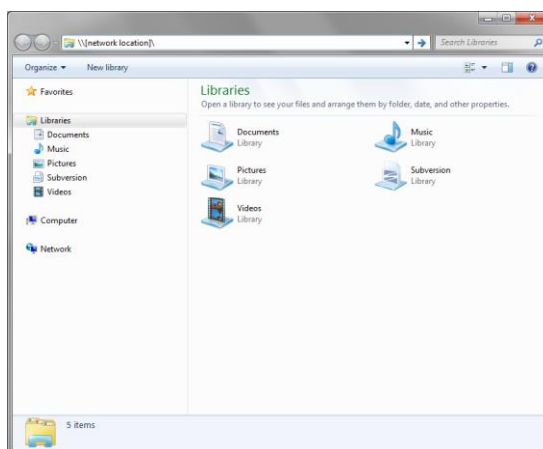 \\[network location]\
Search Libraries
Organize
New library
Favorites
Libraries
Documents
Music
Pictures
Subversion
Videos
Computer
Network
Libraries
Open a library to see your files and arrange them by folder, date, and other properties.
Documents
Library
Music
Library
Pictures
Library
Subversion
Library
Videos
Library
5 items